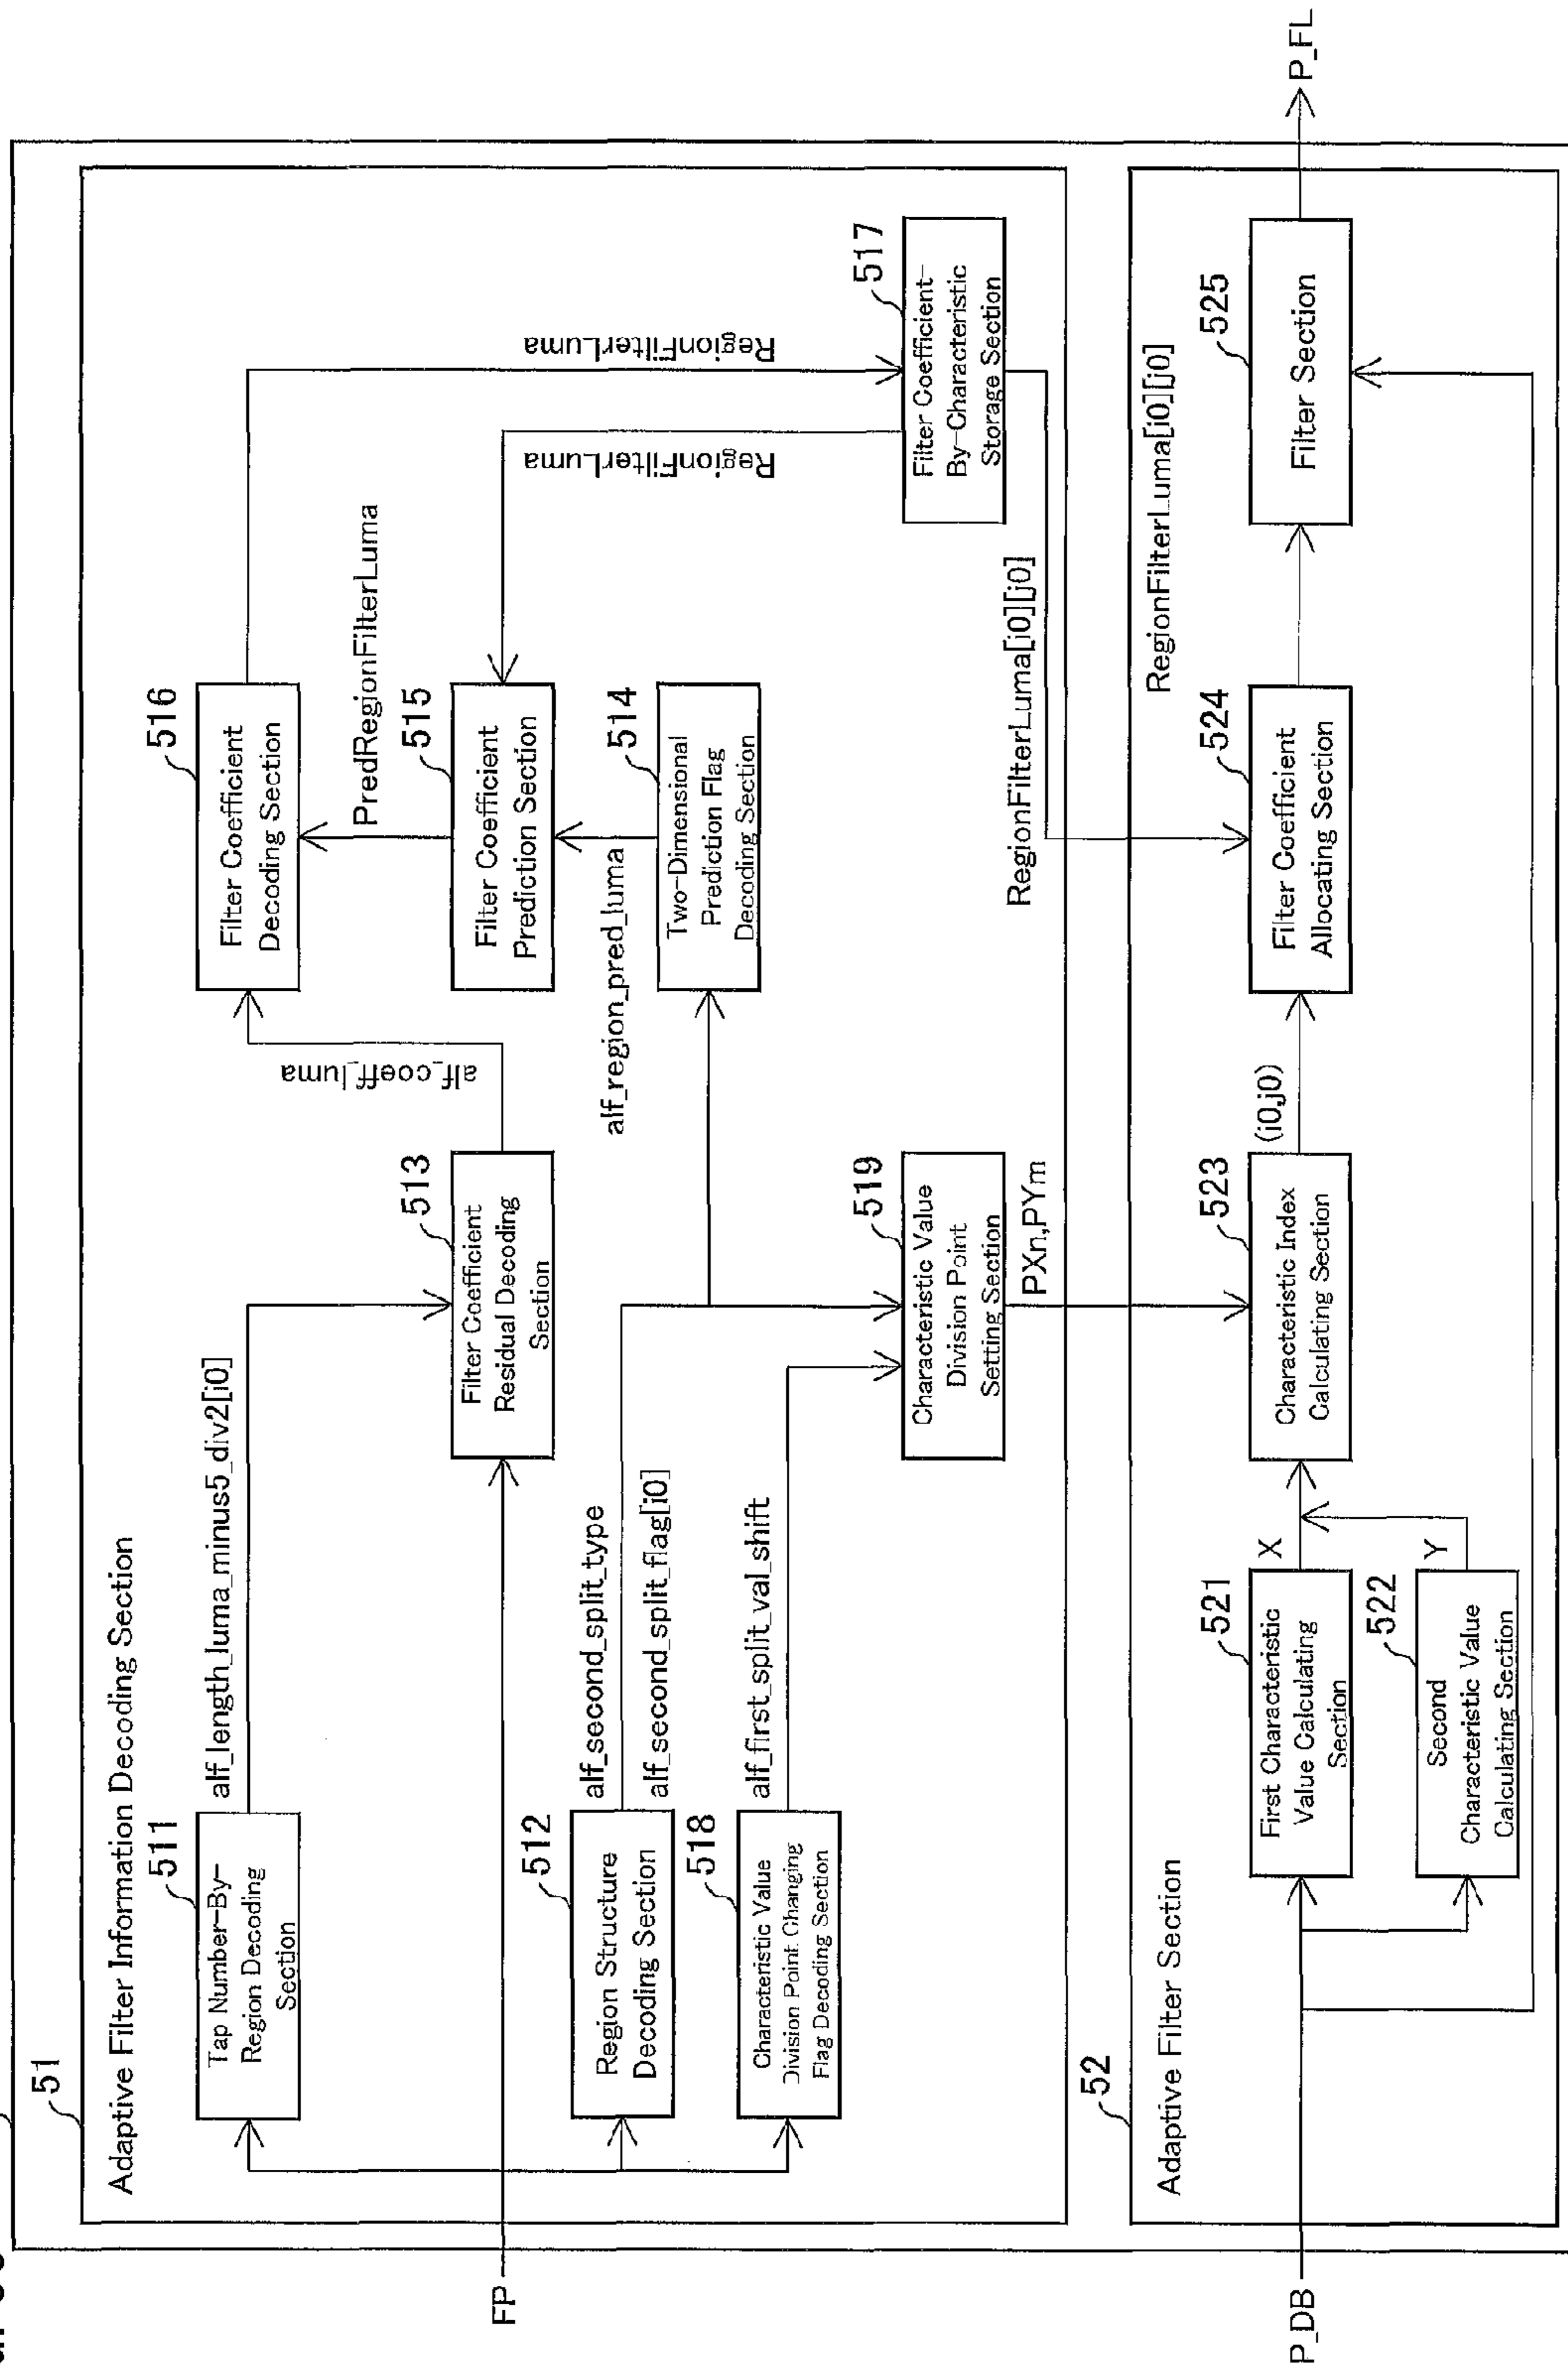 51
Adaptive Filter Information Decoding Section
511
Tap Number-By-
Region Decoding
Section
alf_length_luma_minus5_div2[i0]
512
Region Structure
Decoding Section
alf_second_split_type
alf_second_split_flag[i0]
518
Characteristic Value
Division Point Changing
Flag Decoding Section
alf_first_split_val_shift
FP
513
Filter Coefficient
Residual Decoding
Section
alf_coeff_luma
519
Characteristic Value
Division Point
Setting Section
PXn,PYm
516
Filter Coefficient
Decoding Section
PredRegionFilterLuma
515
Filter Coefficient
Prediction Section
alf_region_pred_luma
514
Two-Dimensional
Prediction Flag
Decoding Section
RegionFilterLuma
RegionFilterLuma
517
Filter Coefficient-
By-Characteristic
Storage Section
RegionFilterLuma[i0][j0]
52
Adaptive Filter Section
P_DB
521
First Characteristic
Value Calculating
Section
X
522
Second
Characteristic Value
Calculating Section
Y
523
Characteristic Index
Calculating Section
(i0,j0)
524
Filter Coefficient
Allocating Section
RegionFilterLuma[i0][j0]
525
Filter Section
P_FL